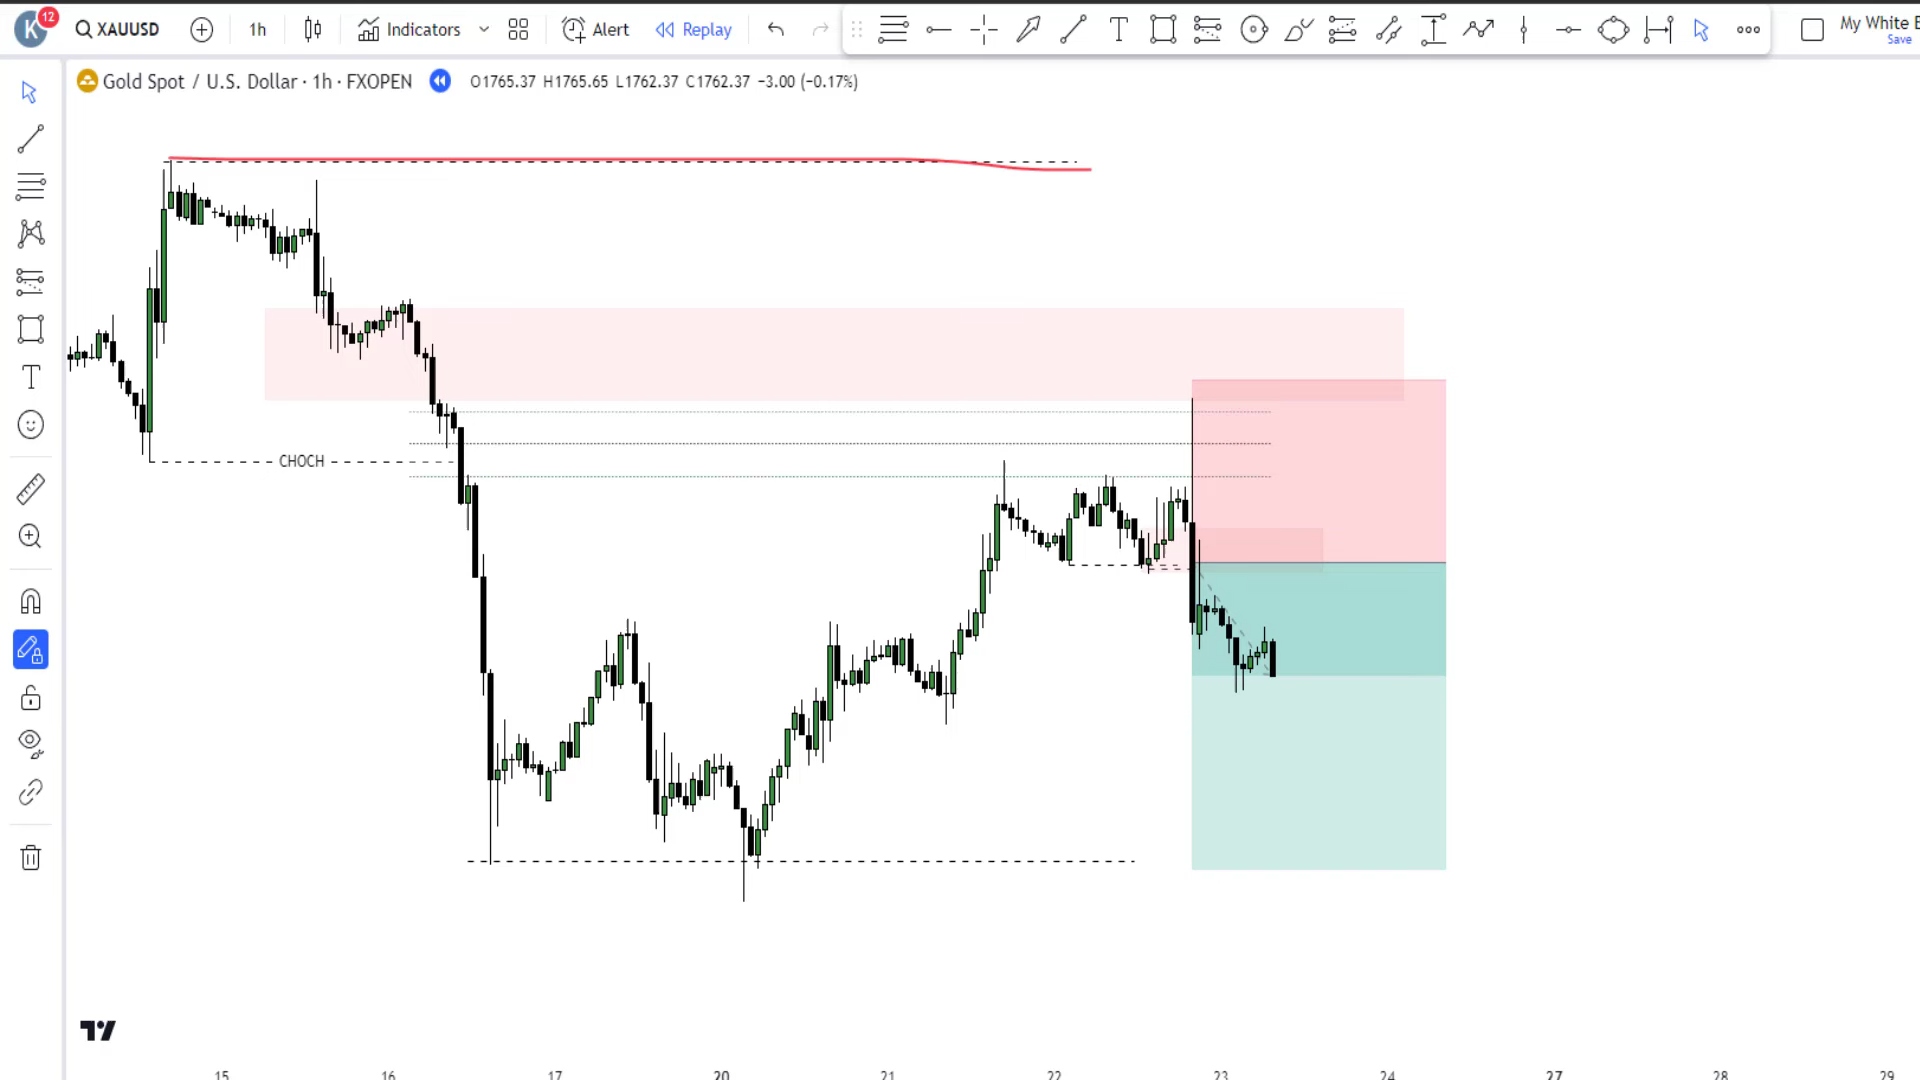 K 12 XAUUSD 1h Indicators Alert Replay My White
Save
Gold Spot / U.S. Dollar · 1h · FXOPEN O1765.37 H1765.65 L1762.37 C1762.37 −3.00 (−0.17%)
CHOCH
15 16 17 20 21 22 23 24 27 28 29